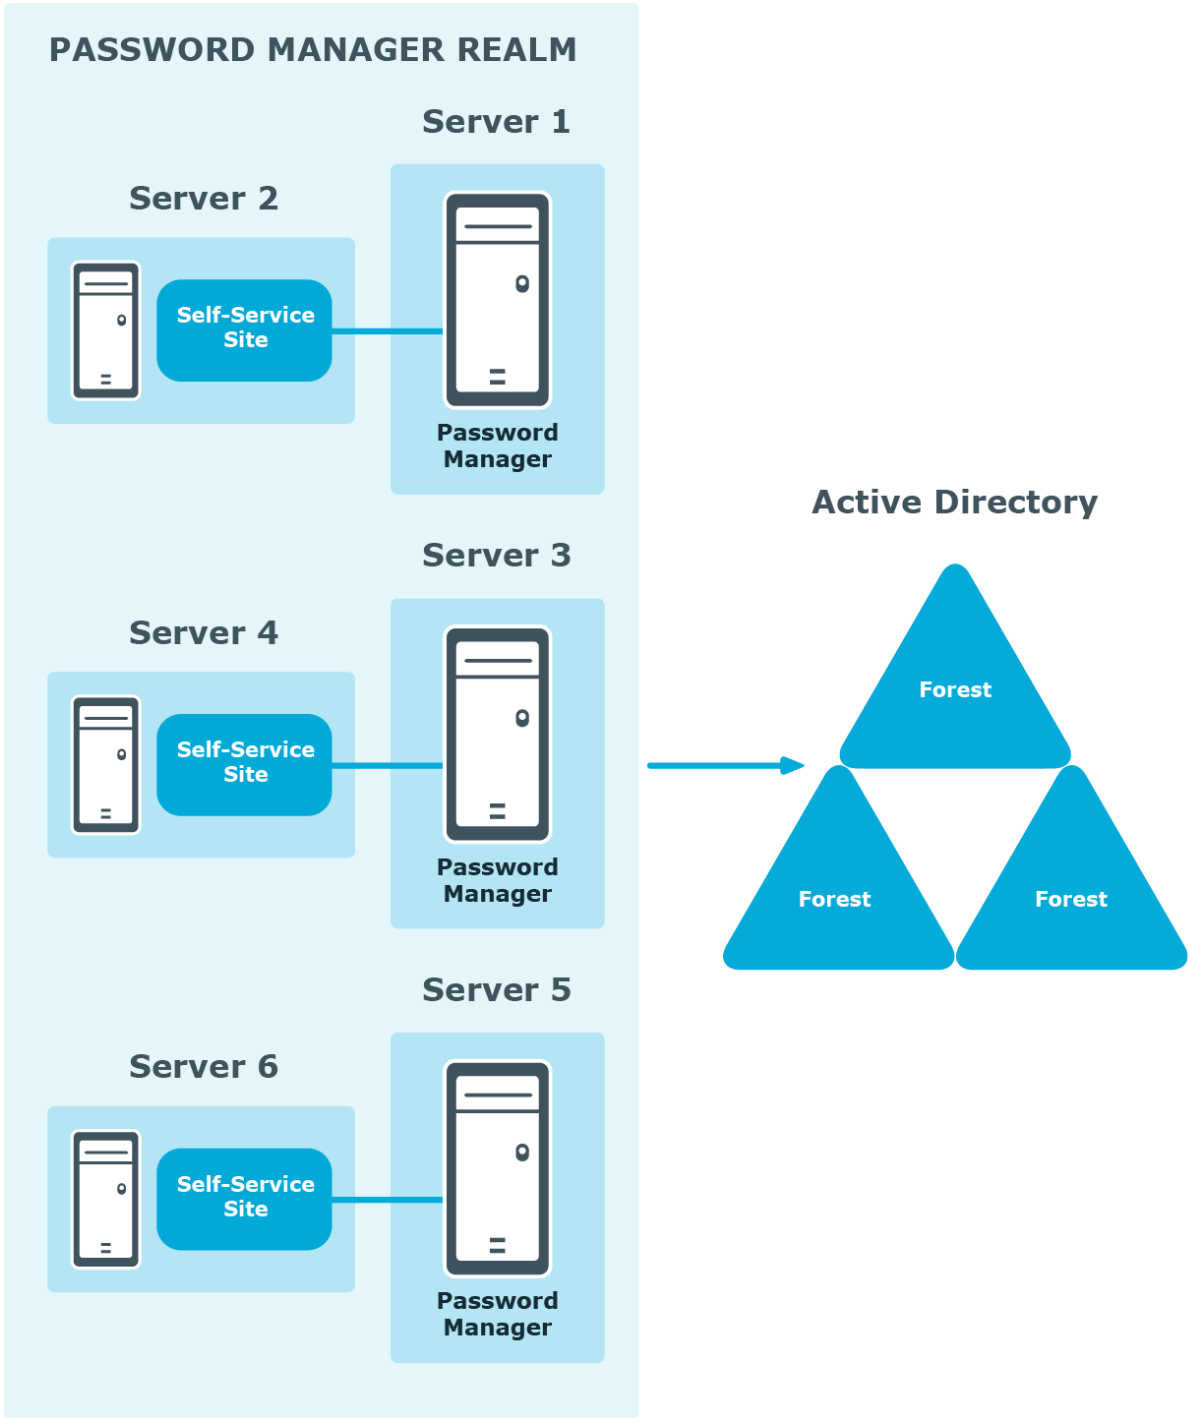 PASSWORD MANAGER REALM
Server 1
Server 2
Self-Service
Site
Password
Manager
Server 3
Server 4
Self-Service
Site
Password
Manager
Server 5
Server 6
Self-Service
Site
Password
Manager
Active Directory
Forest
Forest
Forest